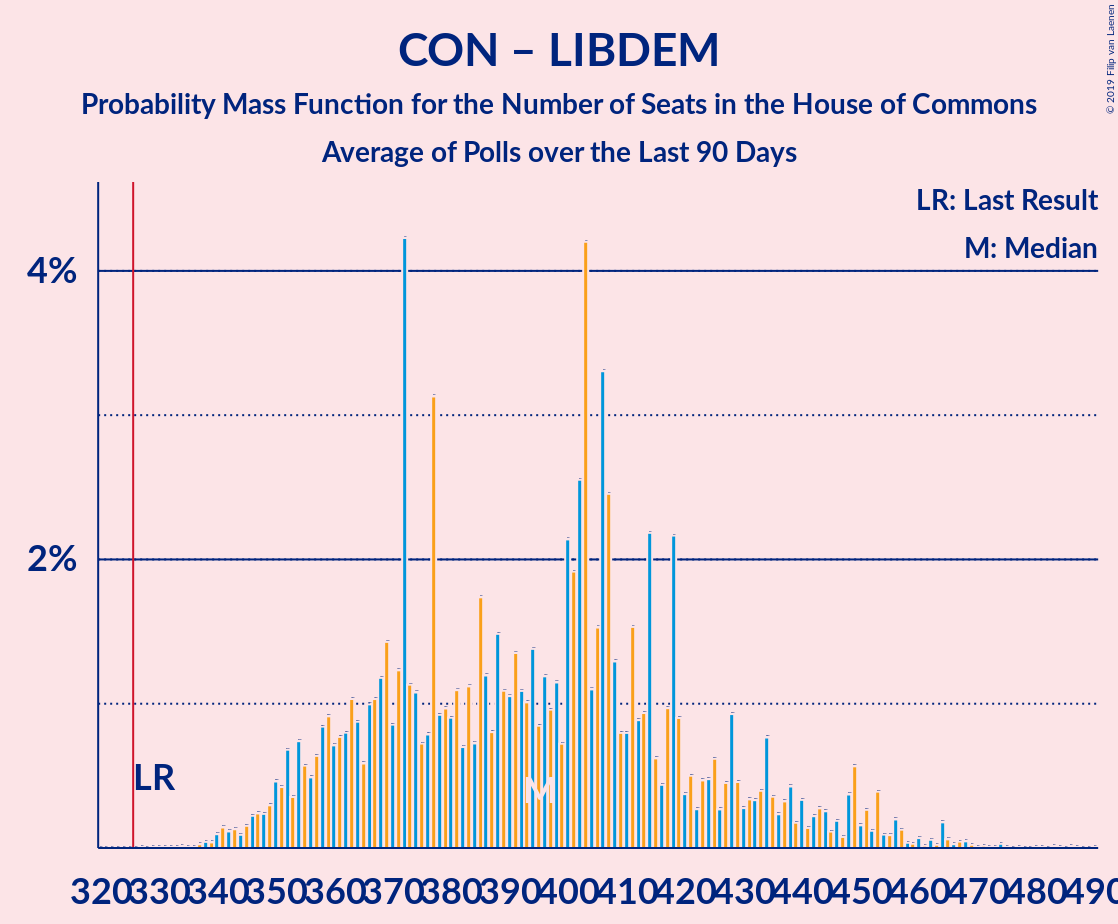 CON – LIBDEM
Probability Mass Function for the Number of Seats in the House of Commons
Average of Polls over the Last 90 Days
© 2019 Filip van Laenen
LR: Last Result
M: Median
4%
2%
LR
M
320 330 340 350 360 370 380 390 400 410 420 430 440 450 460 470 480 490